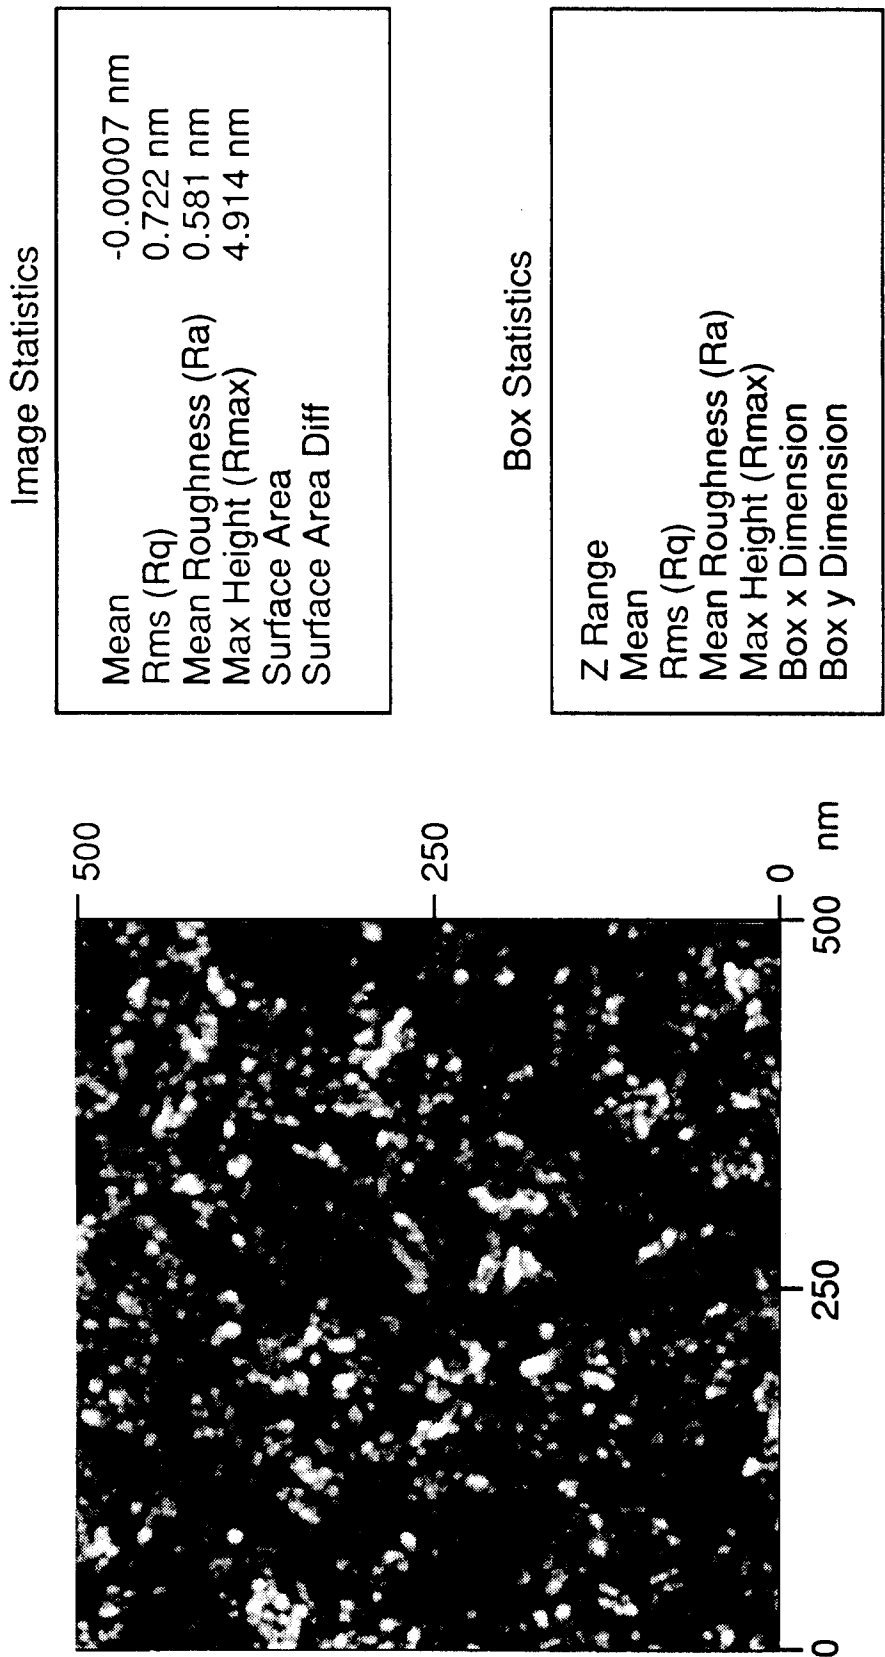 Image Statistics
Mean -0.00007 nm
Rms (Rq) 0.722 nm
Mean Roughness (Ra) 0.581 nm
Max Height (Rmax) 4.914 nm
Surface Area
Surface Area Diff
Box Statistics
Z Range
Mean
Rms (Rq)
Mean Roughness (Ra)
Max Height (Rmax)
Box x Dimension
Box y Dimension
500
250
0
0
250
500
nm